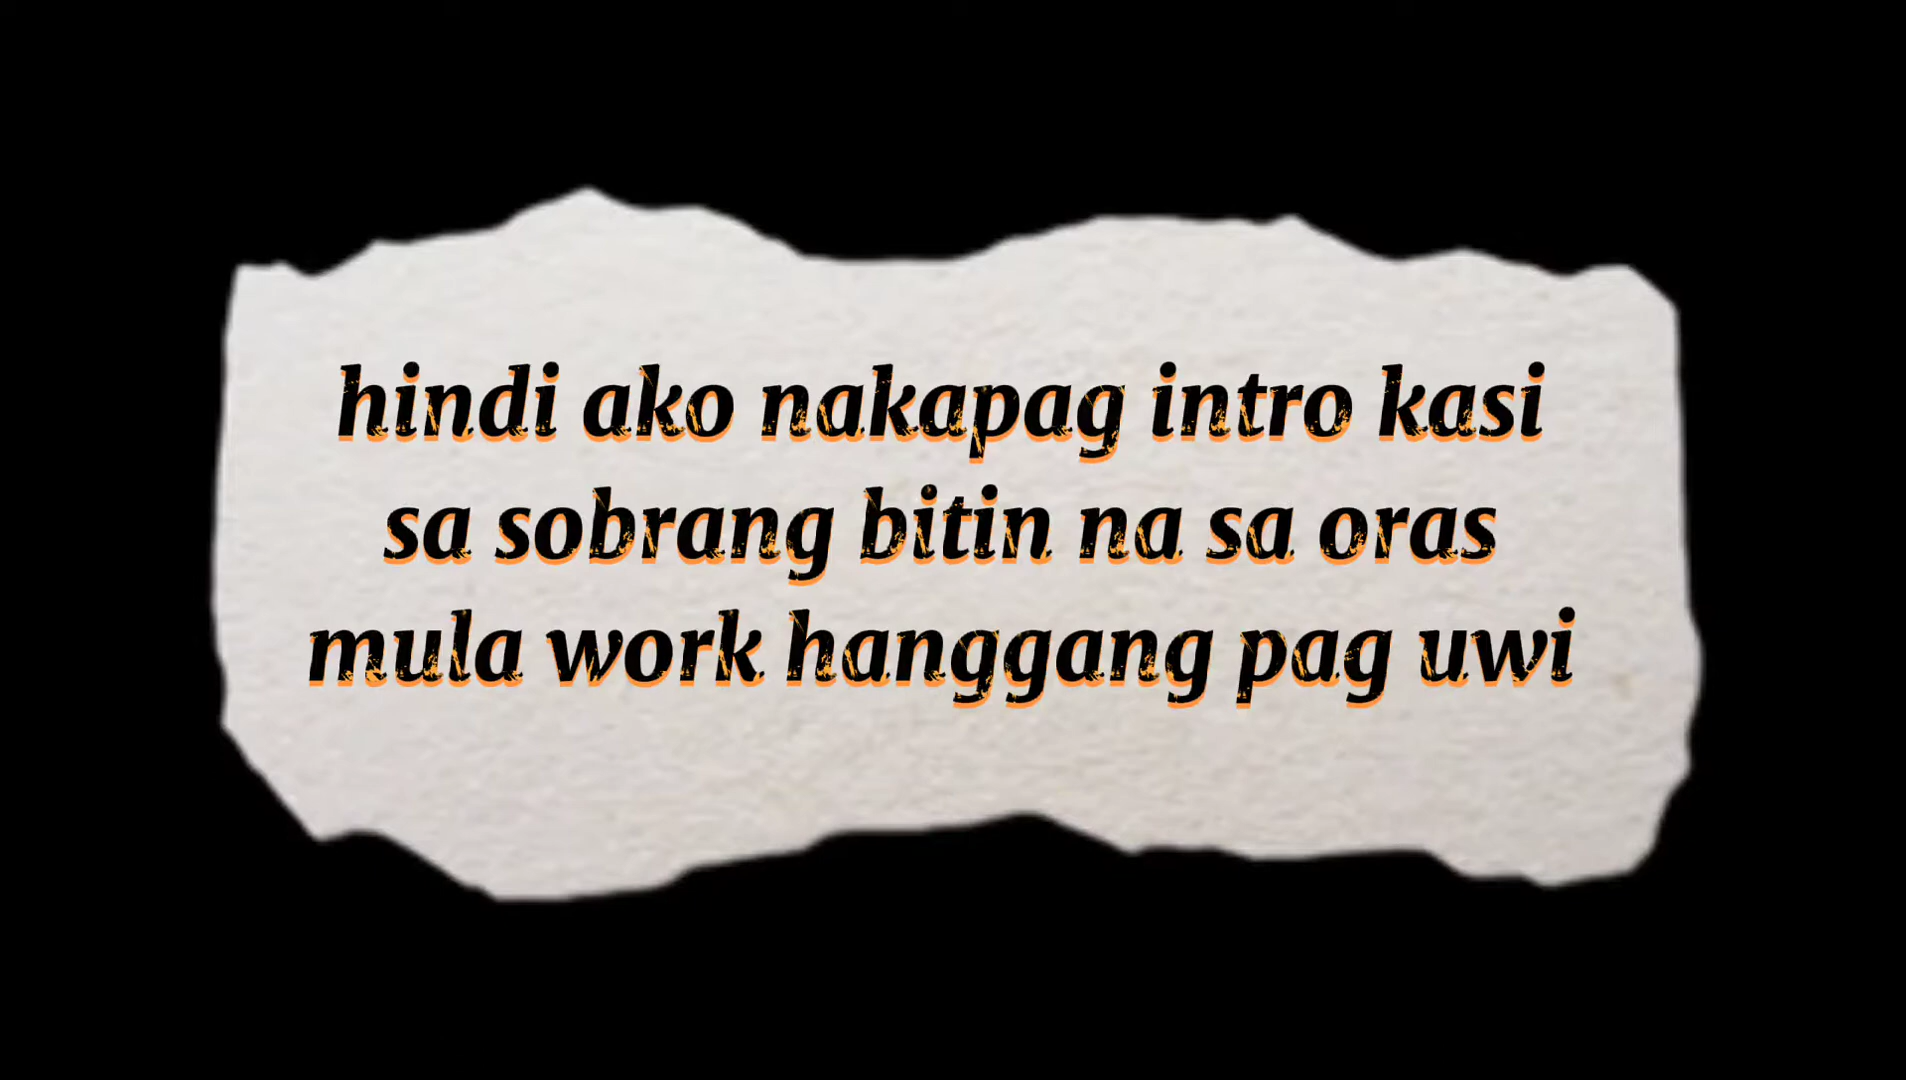 hindi ako nakapag intro kasi
sa sobrang bitin na sa oras
mula work hanggang pag uwi